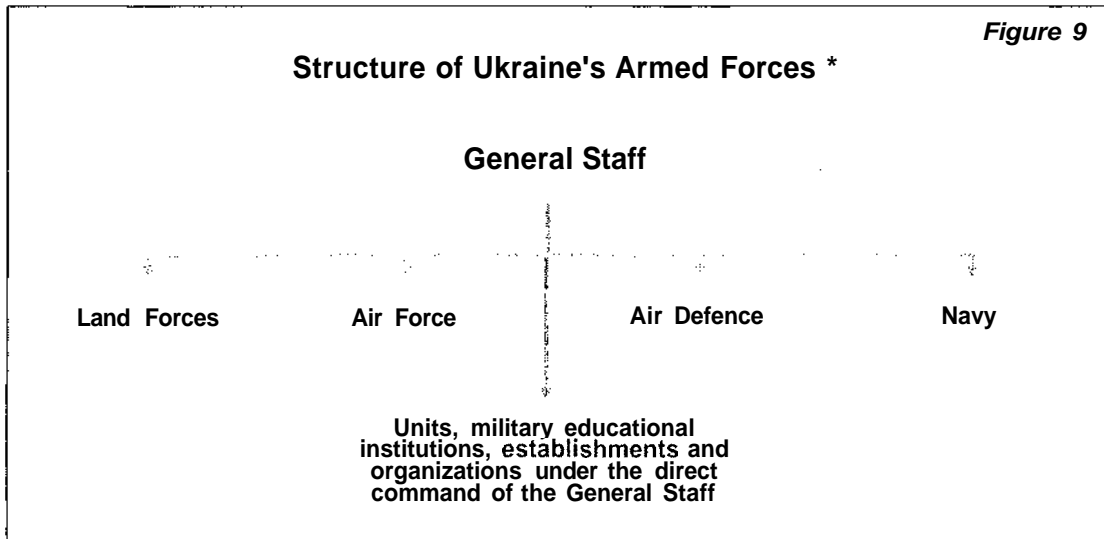 Figure 9
Structure of Ukraine's Armed Forces *
General Staff
Land Forces
Air Force
Air Defence
Navy
Units, military educational
institutions, establishments and
organizations under the direct
command of the General Staff